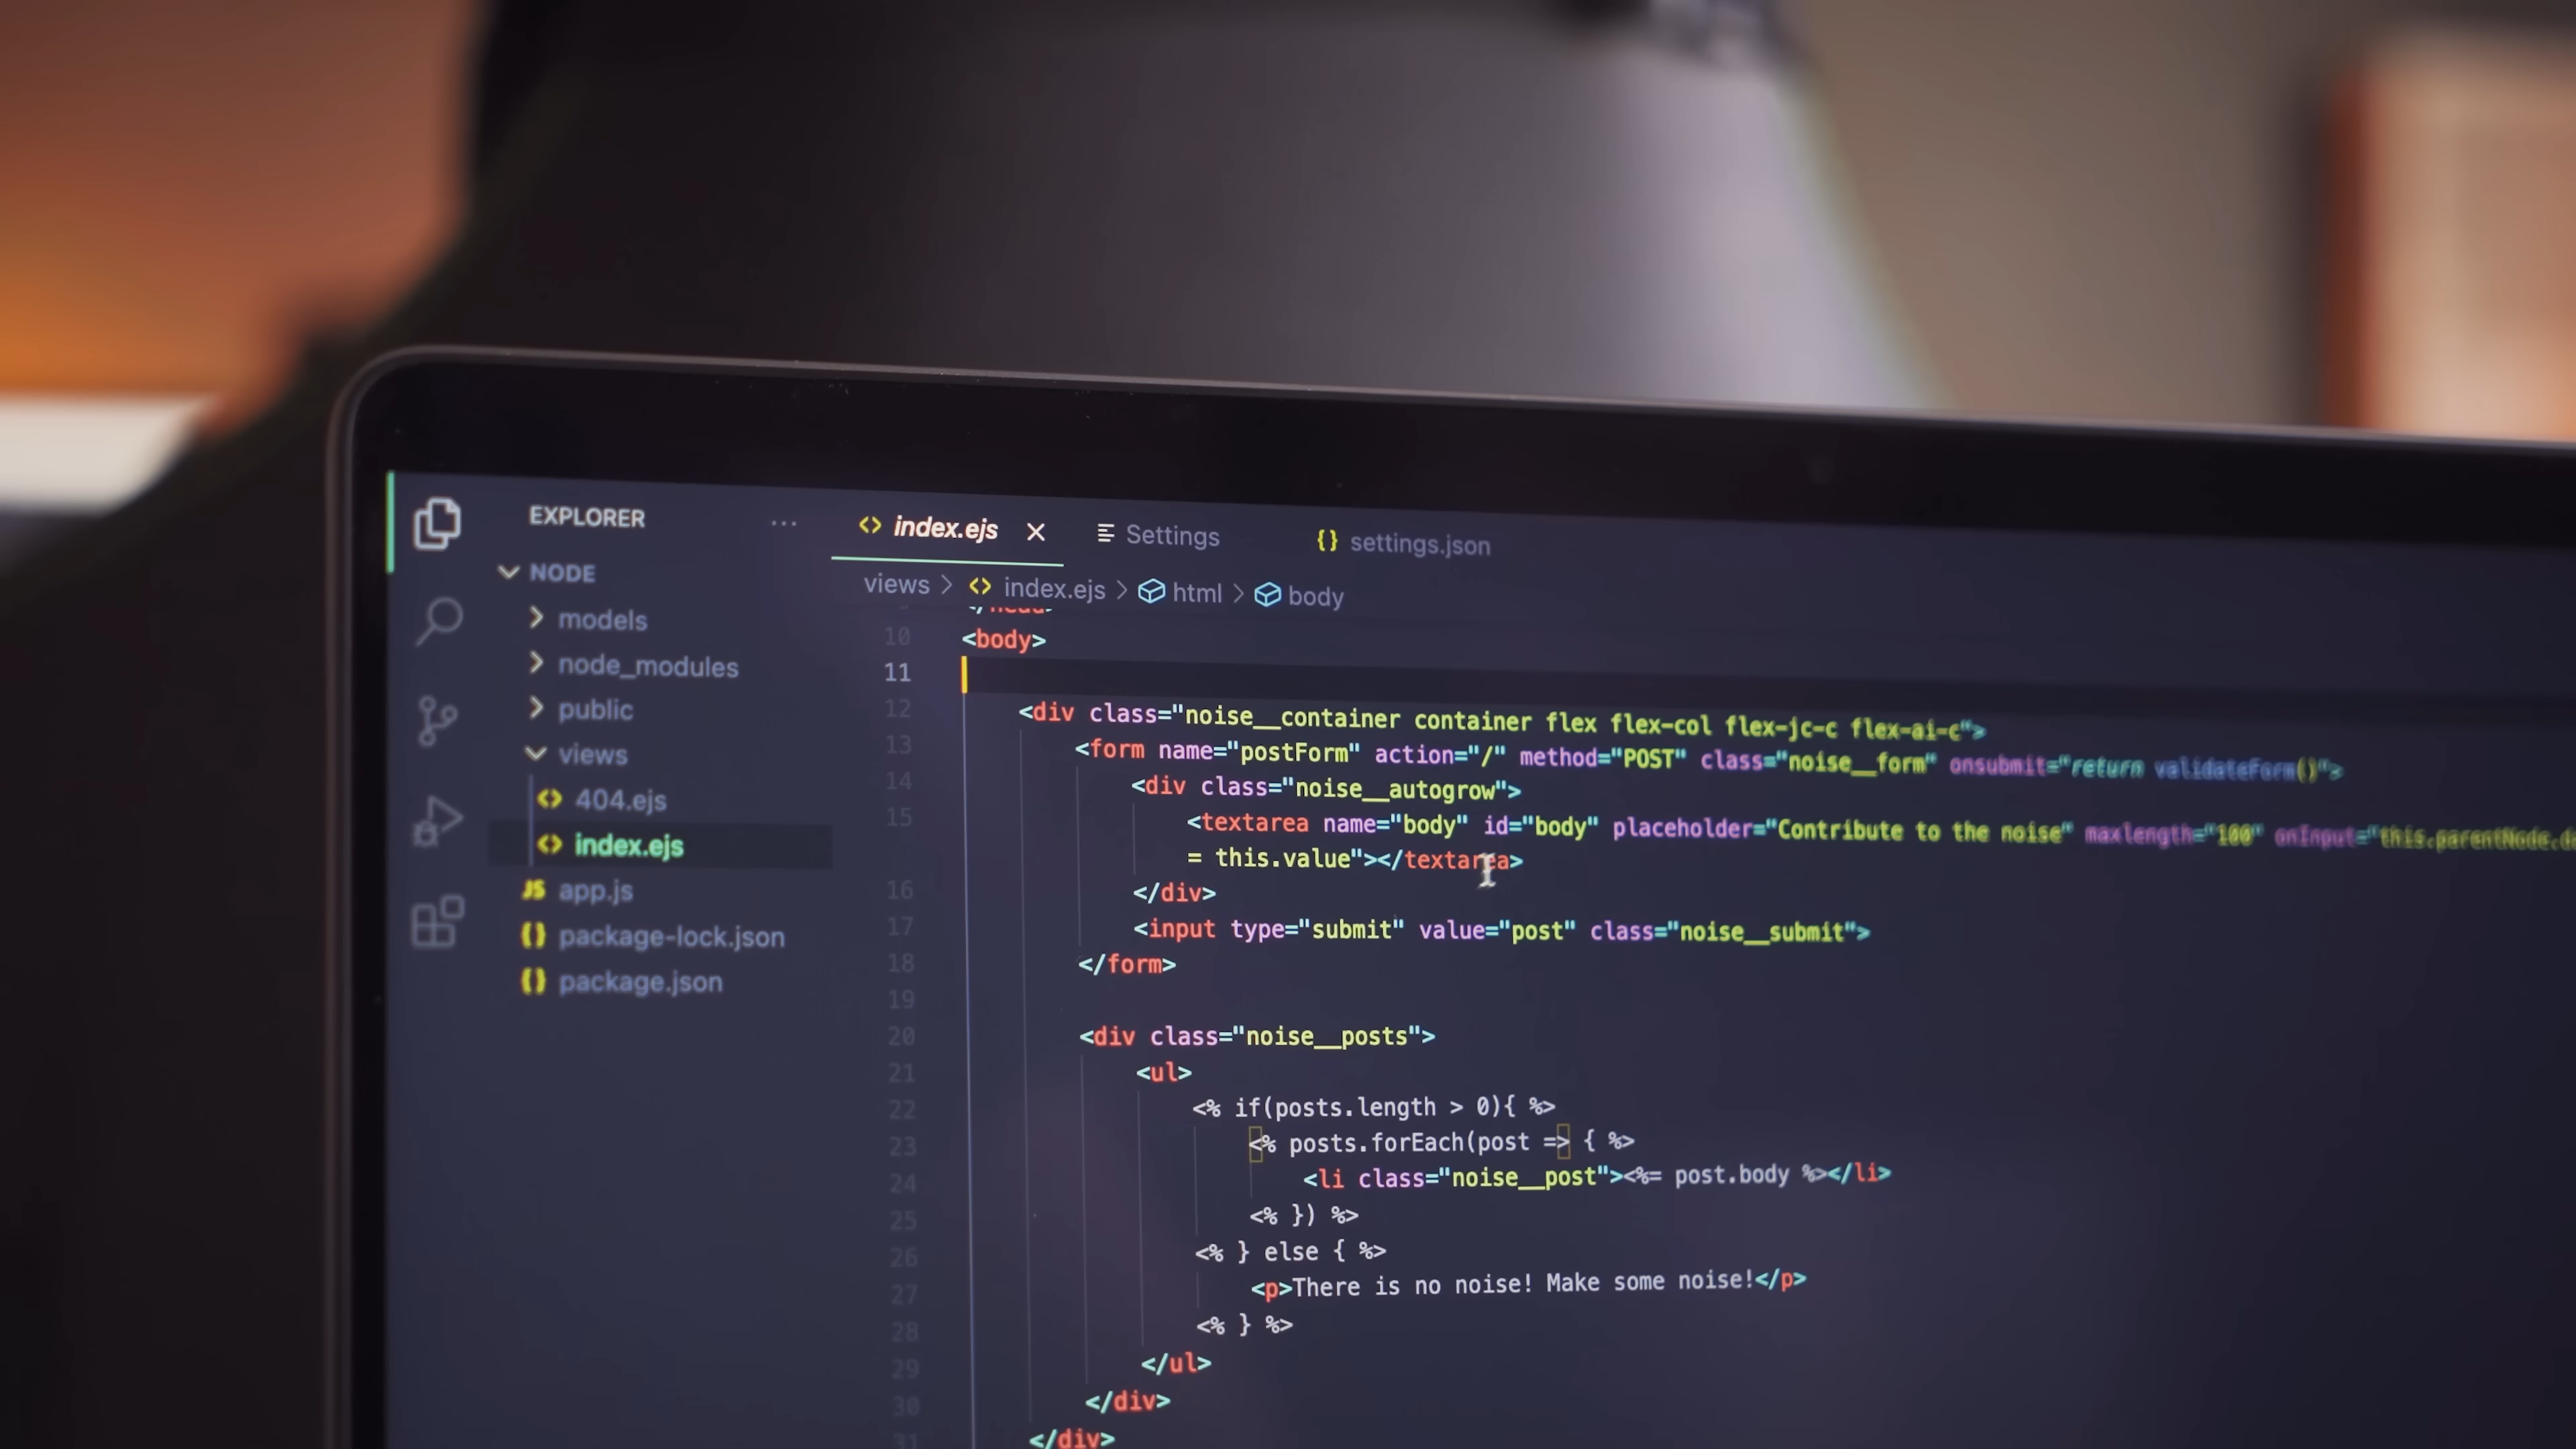 EXPLORER ...
index.ejs Settings settings.json
NODE
views > index.ejs > html > body
models
node_modules
public
views
404.ejs
index.ejs
JS app.js
{} package-lock.json
{} package.json
10 <body>
11
12 <div class="noise__container container flex flex-col flex-jc-c flex-ai-c">
13 <form name="postForm" action="/" method="POST" class="noise__form" onsubmit="return validateForm()">
14 <div class="noise__autogrow">
15 <textarea name="body" id="body" placeholder="Contribute to the noise" maxlength="100" onInput="this.parentNode.
= this.value"></textarea>
16 </div>
17 <input type="submit" value="post" class="noise__submit">
18 </form>
19
20 <div class="noise__posts">
21 <ul>
22 <% if(posts.length > 0){ %>
23 <% posts.forEach(post => { %>
24 <li class="noise__post"><%= post.body %></li>
25 <% }) %>
26 <% } else { %>
27 <p>There is no noise! Make some noise!</p>
28 <% } %>
29 </ul>
30 </div>
31 </div>